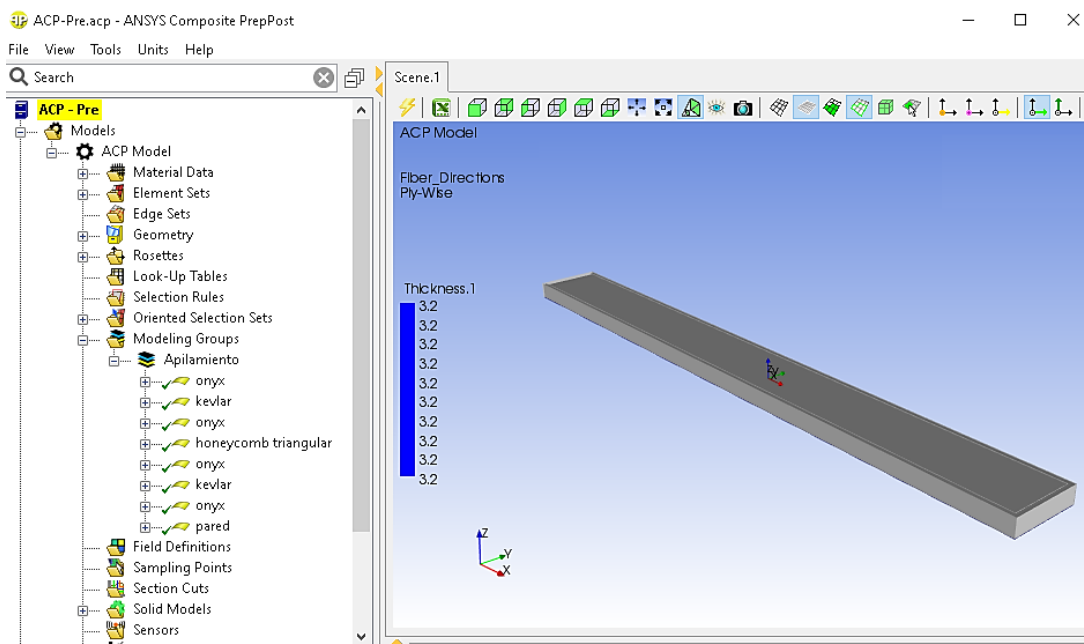 ACP-Pre.acp - ANSYS Composite PrepPost
File View Tools Units Help
Search
ACP - Pre
Models
ACP Model
Material Data
Element Sets
Edge Sets
Geometry
Rosettes
Look-Up Tables
Selection Rules
Oriented Selection Sets
Modeling Groups
Apilamiento
onyx
kevlar
onyx
honeycomb triangular
onyx
kevlar
onyx
pared
Field Definitions
Sampling Points
Section Cuts
Solid Models
Sensors
Scene.1
ACP Model
Fiber_Directions
Ply-Wise
Thickness.1
3.2
3.2
3.2
3.2
3.2
3.2
3.2
3.2
3.2
3.2
Z
Y
X